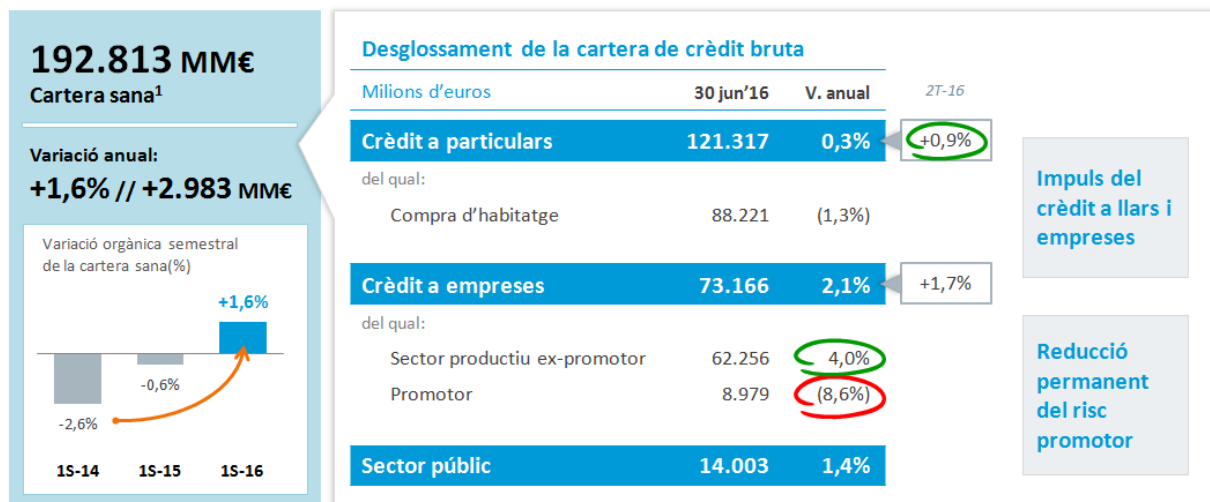 192.813 MM€
Cartera sana¹
Variació anual:
+1,6% // +2.983 MM€
Variació orgànica semestral
de la cartera sana(%)
+1,6%
-0,6%
-2,6%
1S-14 1S-15 1S-16
Desglossament de la cartera de crèdit bruta
Milions d'euros 30 jun'16 V. anual 2T-16
Crèdit a particulars 121.317 0,3% +0,9%
del qual:
Compra d'habitatge 88.221 (1,3%)
Crèdit a empreses 73.166 2,1% +1,7%
del qual:
Sector productiu ex-promotor 62.256 4,0%
Promotor 8.979 (8,6%)
Sector públic 14.003 1,4%
Impuls del
crèdit a llars i
empreses
Reducció
permanent
del risc
promotor